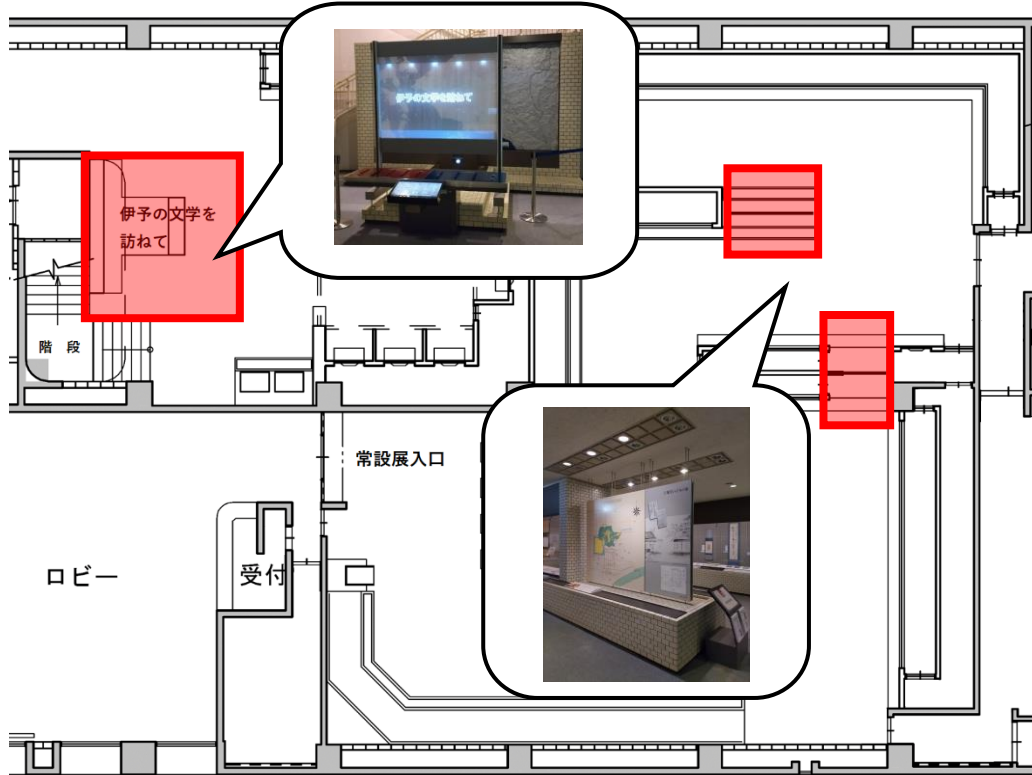 伊予の文学を訪ねて
伊予の文学を
訪ねて
階 段
常設展入口
ロビー
受付